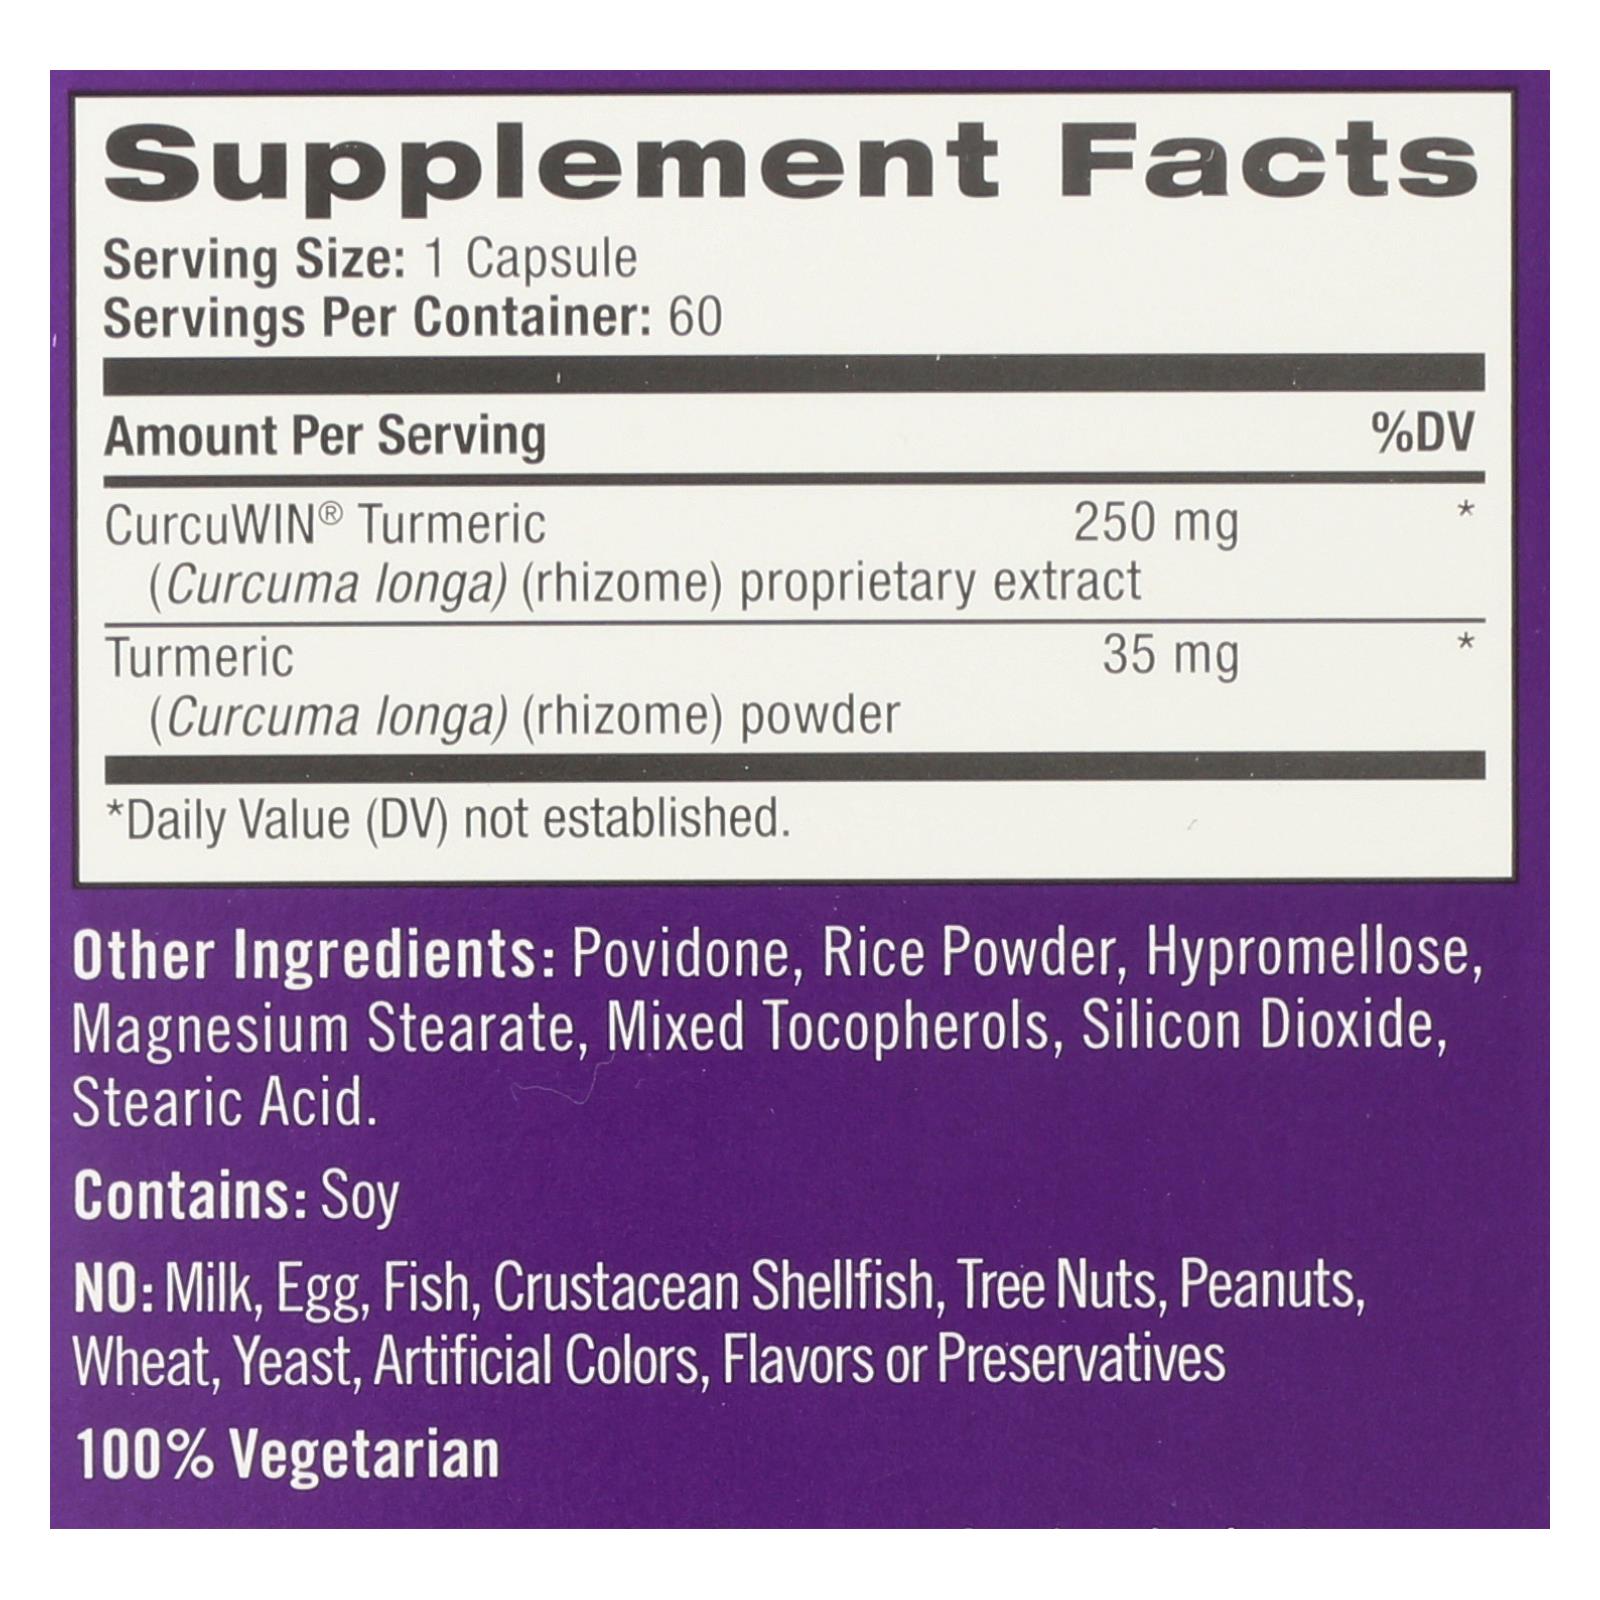 Supplement Facts
Serving Size: 1 Capsule
Servings Per Container: 60
Amount Per Serving %DV
CurcuWIN® Turmeric 250 mg *
(Curcuma longa) (rhizome) proprietary extract
Turmeric 35 mg *
(Curcuma longa) (rhizome) powder
*Daily Value (DV) not established.
Other Ingredients: Povidone, Rice Powder, Hypromellose,
Magnesium Stearate, Mixed Tocopherols, Silicon Dioxide,
Stearic Acid.
Contains: Soy
NO: Milk, Egg, Fish, Crustacean Shellfish, Tree Nuts, Peanuts,
Wheat, Yeast, Artificial Colors, Flavors or Preservatives
100% Vegetarian